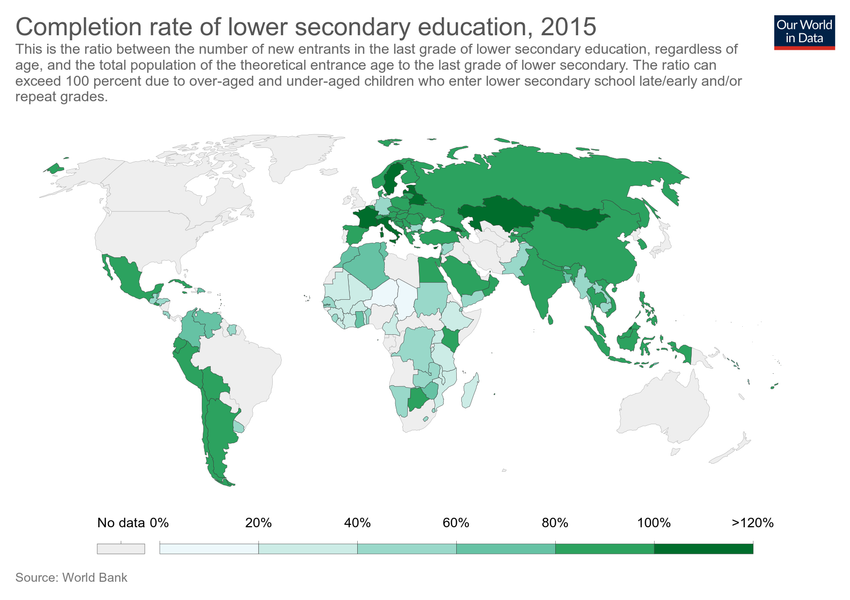 Completion rate of lower secondary education, 2015
Our World
in Data
This is the ratio between the number of new entrants in the last grade of lower secondary education, regardless of
age, and the total population of the theoretical entrance age to the last grade of lower secondary. The ratio can
exceed 100 percent due to over-aged and under-aged children who enter lower secondary school late/early and/or
repeat grades.
No data 0% 20% 40% 60% 80% 100% >120%
Source: World Bank